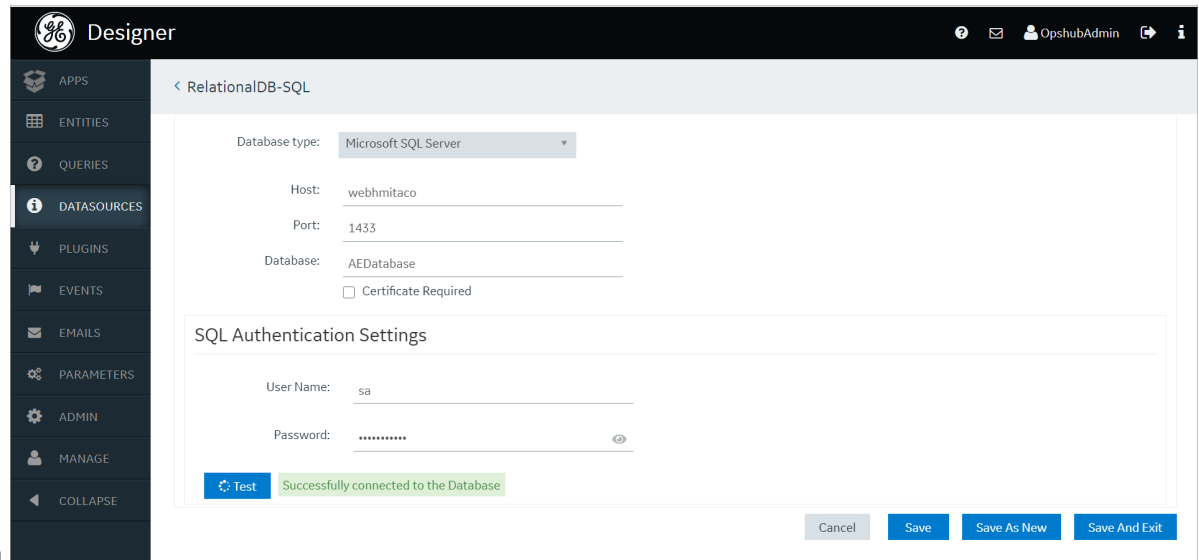 Designer
OpshubAdmin
APPS
ENTITIES
QUERIES
DATASOURCES
PLUGINS
EVENTS
EMAILS
PARAMETERS
ADMIN
MANAGE
COLLAPSE
< RelationalDB-SQL
Database type: Microsoft SQL Server
Host: webhmitaco
Port: 1433
Database: AEDatabase
Certificate Required
SQL Authentication Settings
User Name: sa
Password: •••••••••••
Test Successfully connected to the Database
Cancel Save Save As New Save And Exit